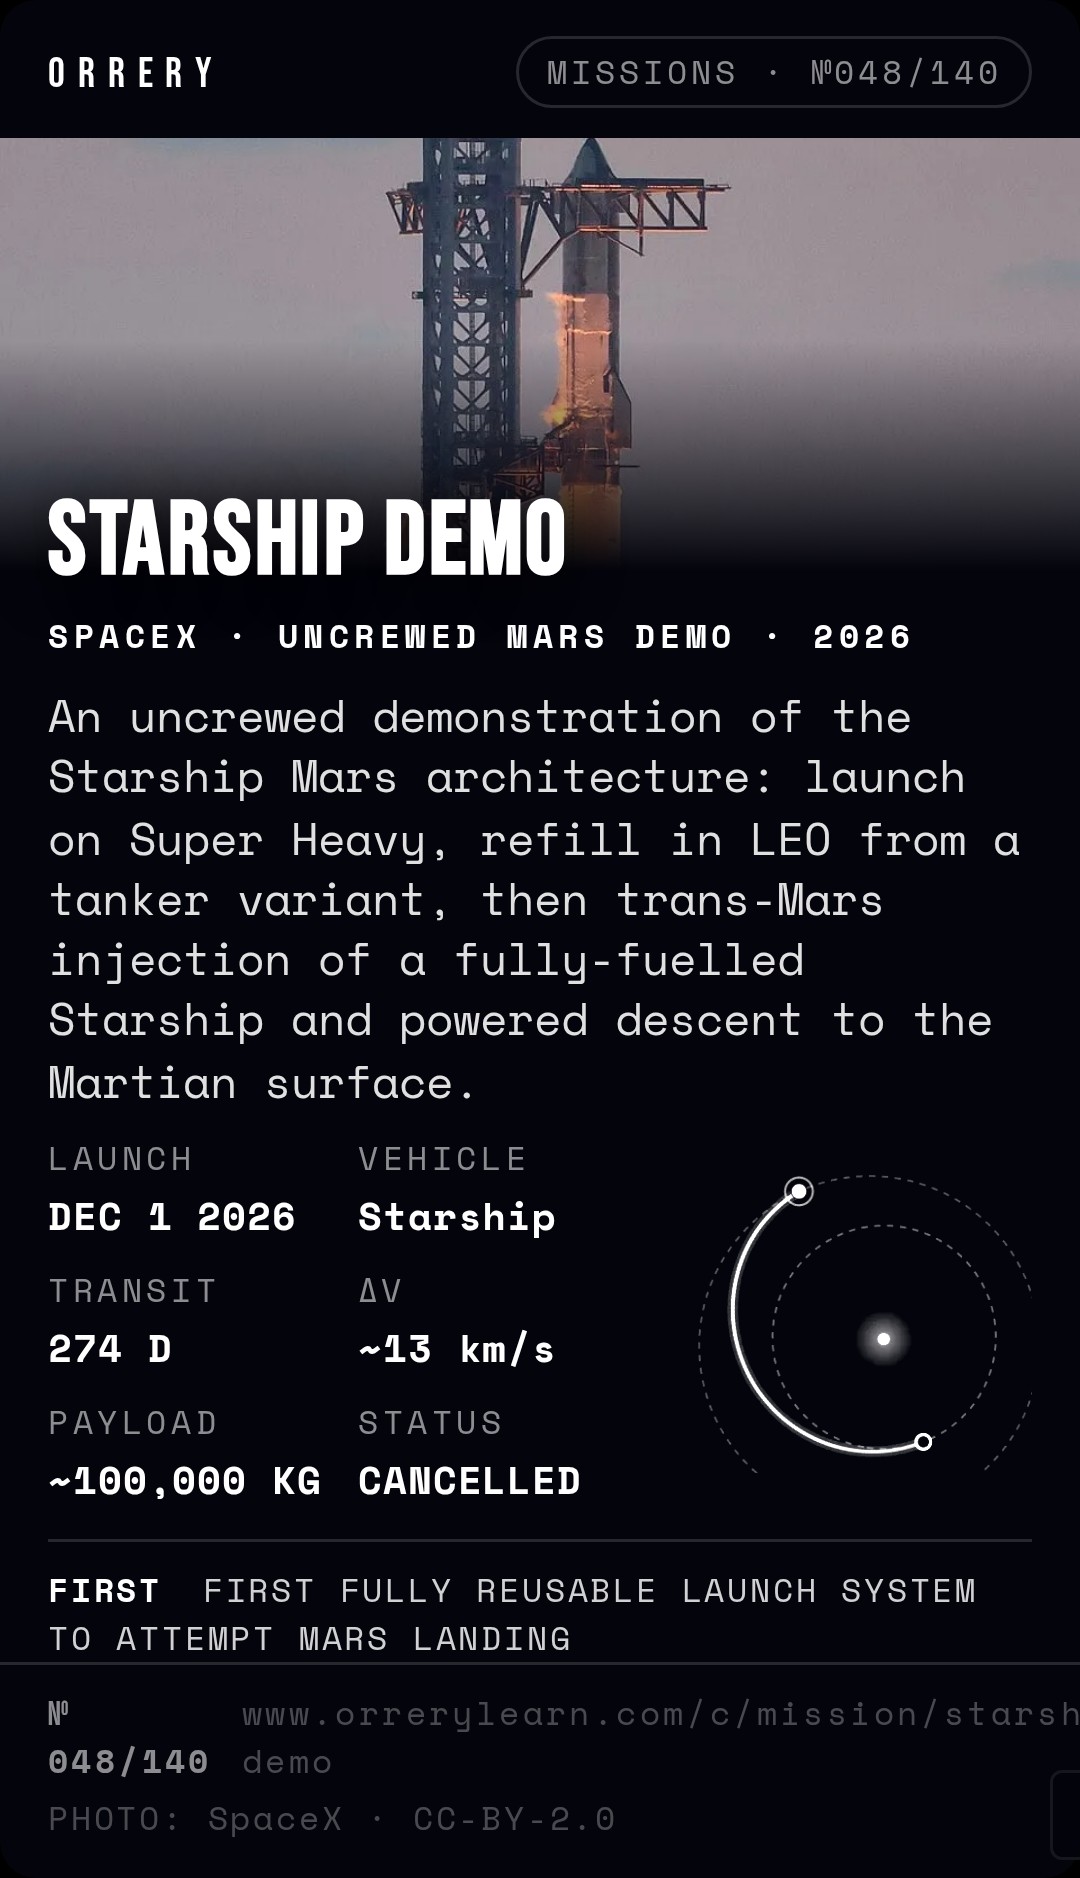 ORRERY
MISSIONS · №048/140
STARSHIP DEMO
SPACEX · UNCREWED MARS DEMO · 2026
An uncrewed demonstration of the
Starship Mars architecture: launch
on Super Heavy, refill in LEO from a
tanker variant, then trans-Mars
injection of a fully-fuelled
Starship and powered descent to the
Martian surface.
LAUNCH VEHICLE
DEC 1 2026 Starship
TRANSIT ΔV
274 D ~13 km/s
PAYLOAD STATUS
~100,000 KG CANCELLED
FIRST FIRST FULLY REUSABLE LAUNCH SYSTEM
TO ATTEMPT MARS LANDING
№ www.orrerylearn.com/c/mission/starsh
048/140 demo
PHOTO: SpaceX · CC-BY-2.0